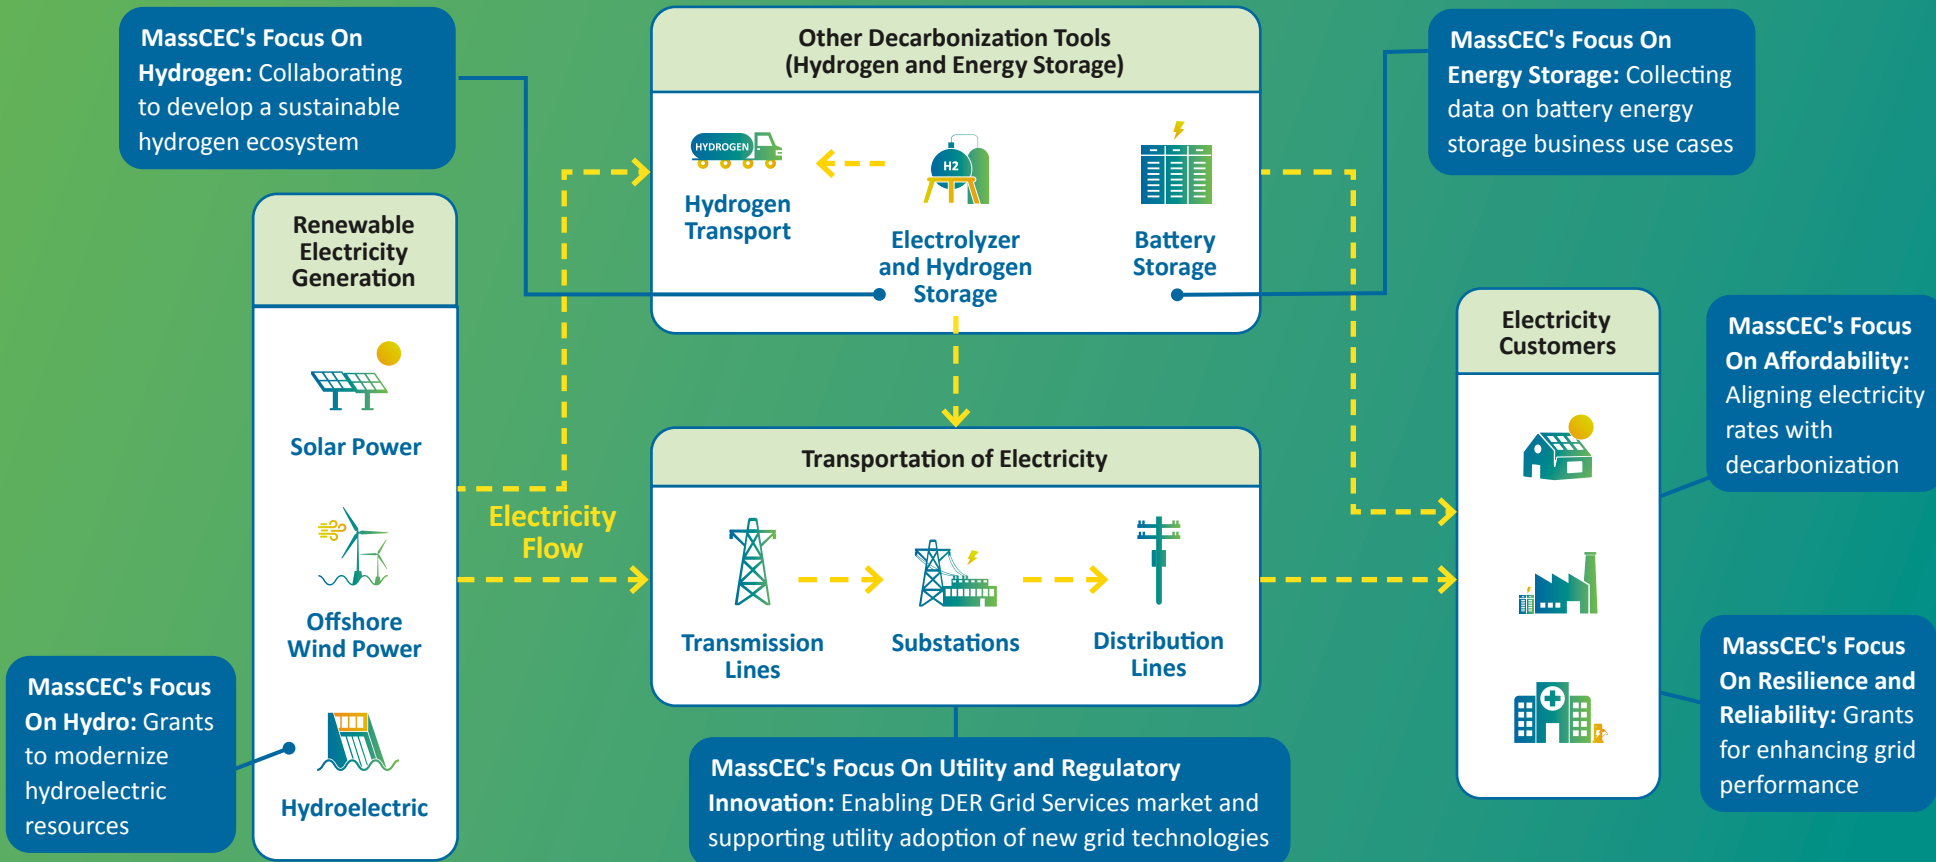 MassCEC's Focus On
Hydrogen: Collaborating
to develop a sustainable
hydrogen ecosystem
Other Decarbonization Tools
(Hydrogen and Energy Storage)
HYDROGEN
Hydrogen
Transport
H2
Electrolyzer
and Hydrogen
Storage
Battery
Storage
MassCEC's Focus On
Energy Storage: Collecting
data on battery energy
storage business use cases
Renewable
Electricity
Generation
Solar Power
Offshore
Wind Power
Hydroelectric
MassCEC's Focus
On Hydro: Grants
to modernize
hydroelectric
resources
Electricity
Flow
Transportation of Electricity
Transmission
Lines
Substations
Distribution
Lines
MassCEC's Focus On Utility and Regulatory
Innovation: Enabling DER Grid Services market and
supporting utility adoption of new grid technologies
Electricity
Customers
MassCEC's Focus
On Affordability:
Aligning electricity
rates with
decarbonization
MassCEC's Focus
On Resilience and
Reliability: Grants
for enhancing grid
performance